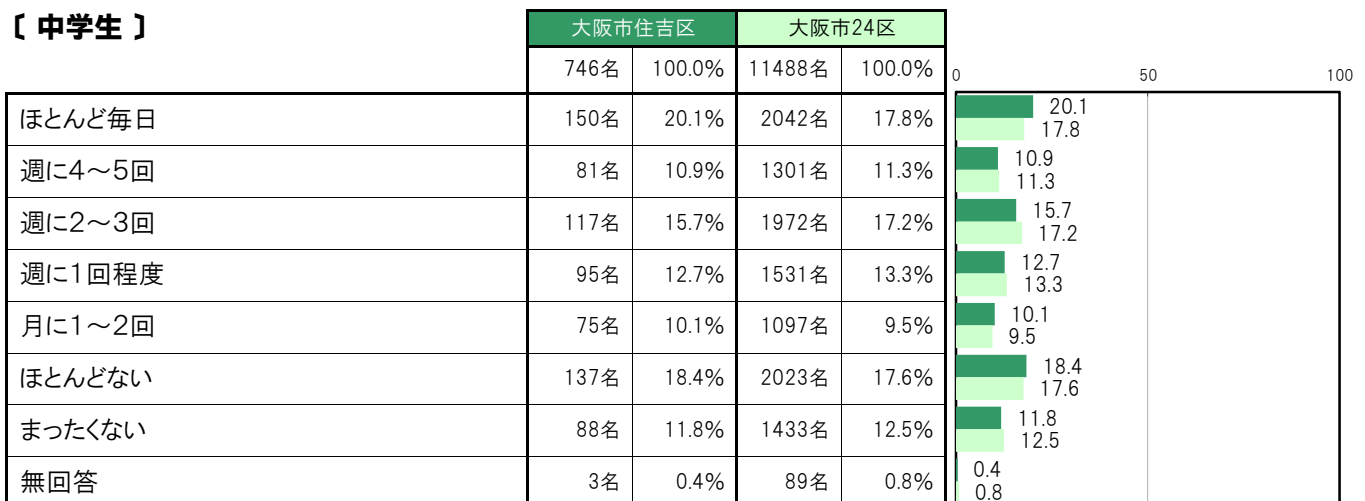 〔 中学生 〕
大阪市住吉区 大阪市24区
746名 100.0% 11488名 100.0%
0 50 100
ほとんど毎日 150名 20.1% 2042名 17.8% 20.1
17.8
週に4～5回 81名 10.9% 1301名 11.3% 10.9
11.3
週に2～3回 117名 15.7% 1972名 17.2% 15.7
17.2
週に1回程度 95名 12.7% 1531名 13.3% 12.7
13.3
月に1～2回 75名 10.1% 1097名 9.5% 10.1
9.5
ほとんどない 137名 18.4% 2023名 17.6% 18.4
17.6
まったくない 88名 11.8% 1433名 12.5% 11.8
12.5
無回答 3名 0.4% 89名 0.8% 0.4
0.8